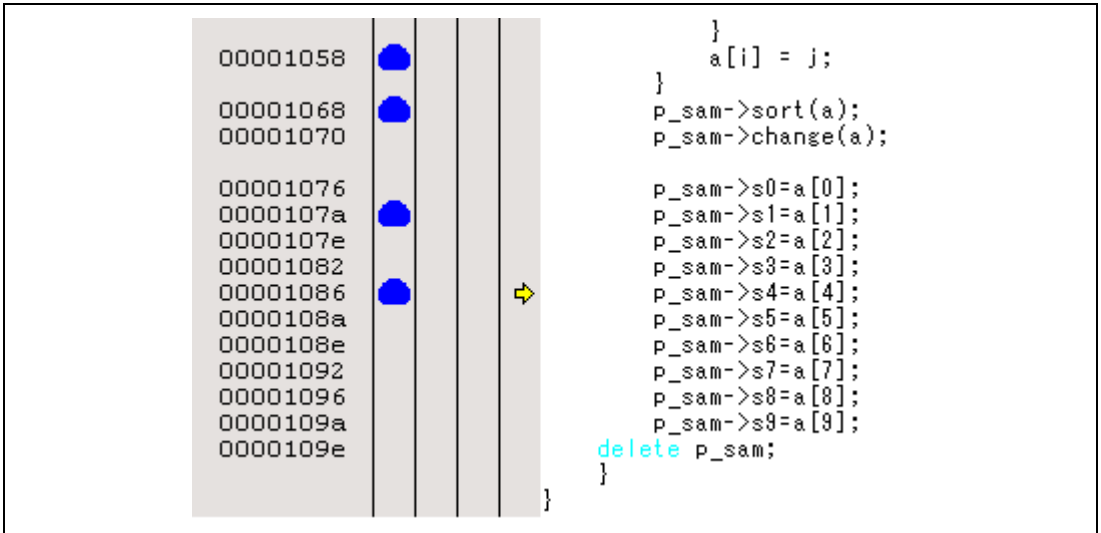 }
00001058 a[i] = j;
}
00001068 p_sam->sort(a);
00001070 p_sam->change(a);
00001076 p_sam->s0=a[0];
0000107a p_sam->s1=a[1];
0000107e p_sam->s2=a[2];
00001082 p_sam->s3=a[3];
00001086 p_sam->s4=a[4];
0000108a p_sam->s5=a[5];
0000108e p_sam->s6=a[6];
00001092 p_sam->s7=a[7];
00001096 p_sam->s8=a[8];
0000109a p_sam->s9=a[9];
0000109e delete p_sam;
}
}